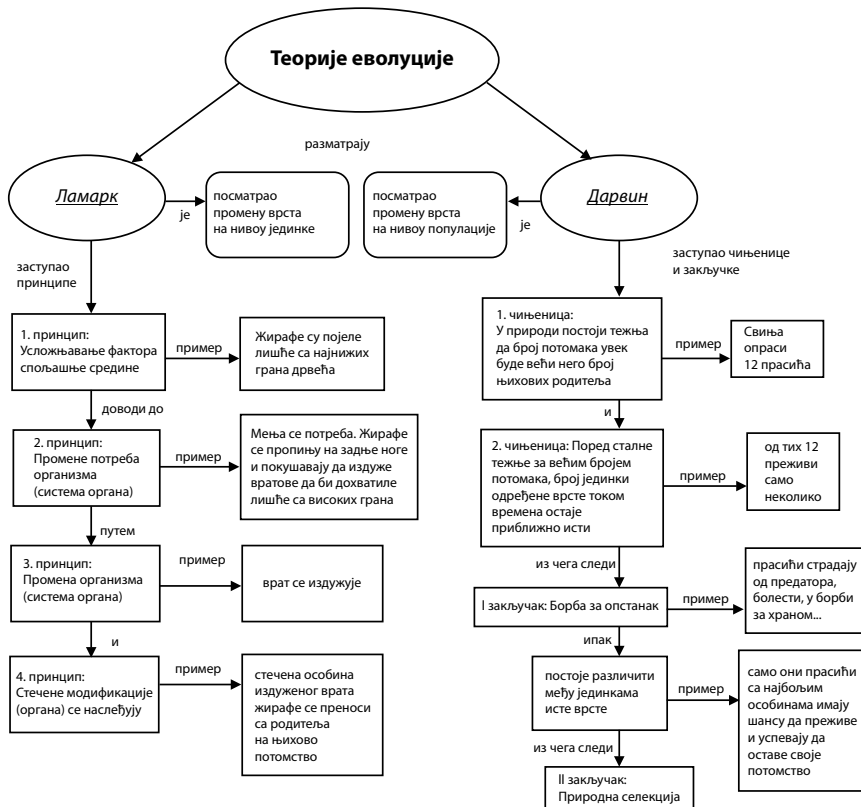 Теорије еволуције
разматрају
Ламарк
је
посматрао
промену врста
на нивоу јединке
посматрао
промену врста
на нивоу популације
је
Дарвин
заступао
принципе
1. принцип:
Усложњавање фактора
спољашње средине
пример
Жирафе су појеле
лишће са најнижих
грана дрвећа
доводи до
2. принцип:
Промене потреба
организма
(система органа)
пример
Мења се потреба. Жирафе
се пропињу на задње ноге
и покушавају да издуже
вратове да би дохватиле
лишће са високих грана
путем
3. принцип:
Промена организма
(система органа)
пример
врат се издужује
и
4. принцип:
Стечене модификације
(органа) се наслеђују
пример
стечена особина
издуженог врата
жирафе се преноси
са родитеља
на њихово
потомство
заступао чињенице
и закључке
1. чињеница:
У природи постоји тежња
да број потомака увек
буде већи него број
њихових родитеља
пример
Свиња
опраси
12 прасића
и
2. чињеница: Поред сталне
тежње за већим бројем
потомака, број јединки
одређене врсте током
времена остаје
приближно исти
пример
од тих 12
преживи
само
неколико
из чега следи
I закључак: Борба за опстанак
пример
прасићи страдају
од предатора,
болести, у борби
за храном...
ипак
постоје различити
међу јединкама
исте врсте
пример
само они прасићи
са најбољим
особинама имају
шансу да преживе
и успевају да
оставе своје
потомство
из чега следи
II закључак:
Природна селекција